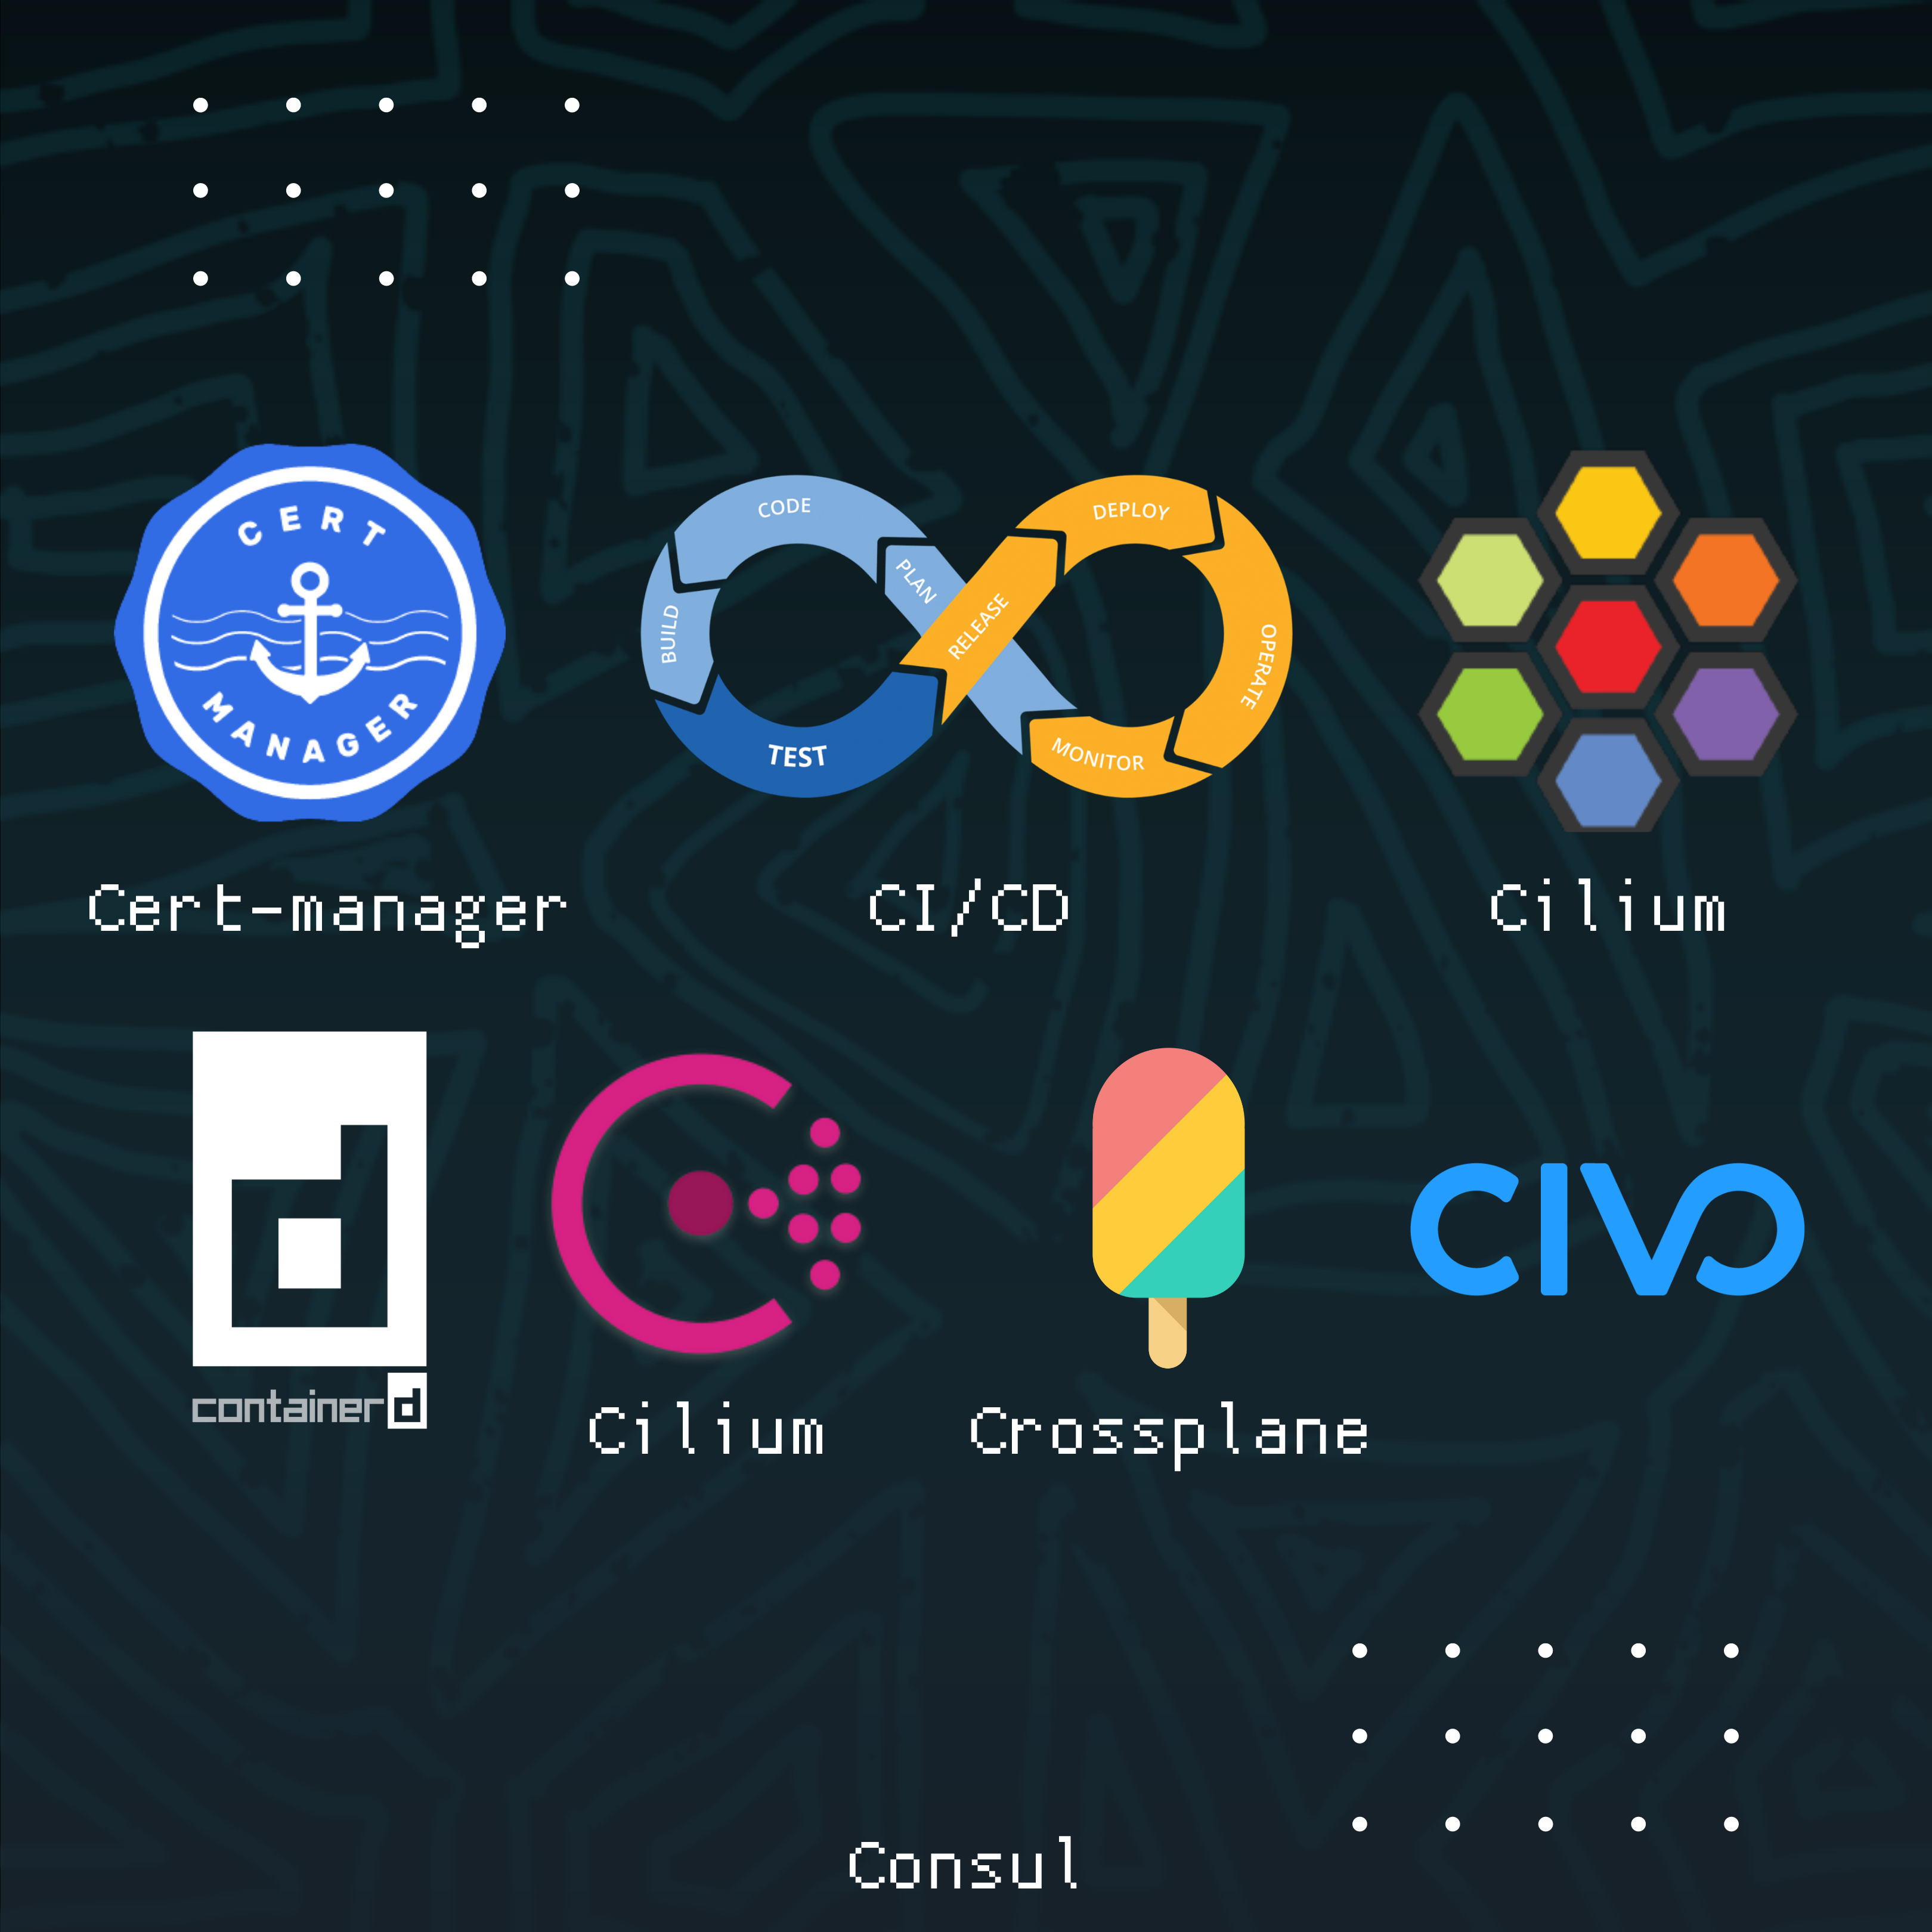 CERT
MANAGER
CODE
PLAN
BUILD
TEST
RELEASE
DEPLOY
OPERATE
MONITOR
Cert-manager
CI/CD
Cilium
containerd
CIVO
Cilium
Crossplane
Consul